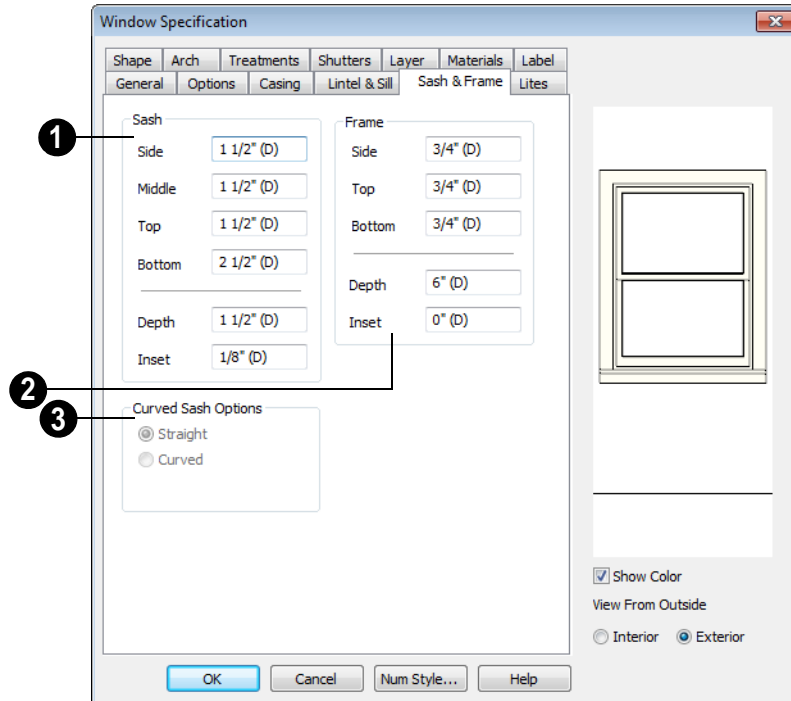 Window Specification
Shape Arch Treatments Shutters Layer Materials Label
General Options Casing Lintel & Sill Sash & Frame Lites
1
Sash
Side 1 1/2" (D)
Middle 1 1/2" (D)
Top 1 1/2" (D)
Bottom 2 1/2" (D)
Depth 1 1/2" (D)
Inset 1/8" (D)
Frame
Side 3/4" (D)
Top 3/4" (D)
Bottom 3/4" (D)
Depth 6" (D)
Inset 0" (D)
2
3
Curved Sash Options
Straight
Curved
Show Color
View From Outside
Interior Exterior
OK Cancel Num Style... Help